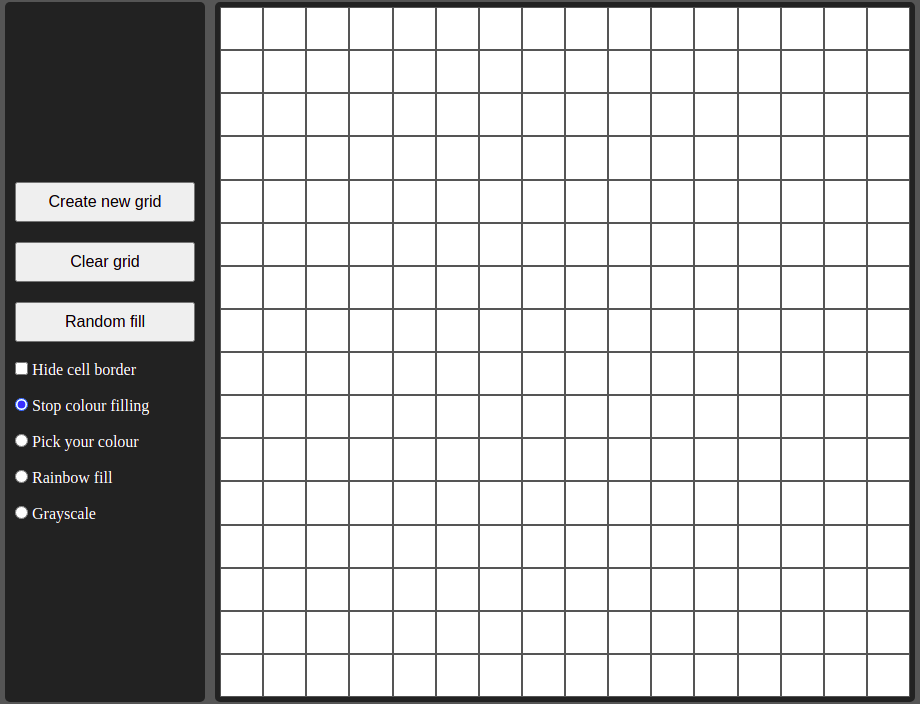 Create new grid
Clear grid
Random fill
Hide cell border
Stop colour filling
Pick your colour
Rainbow fill
Grayscale